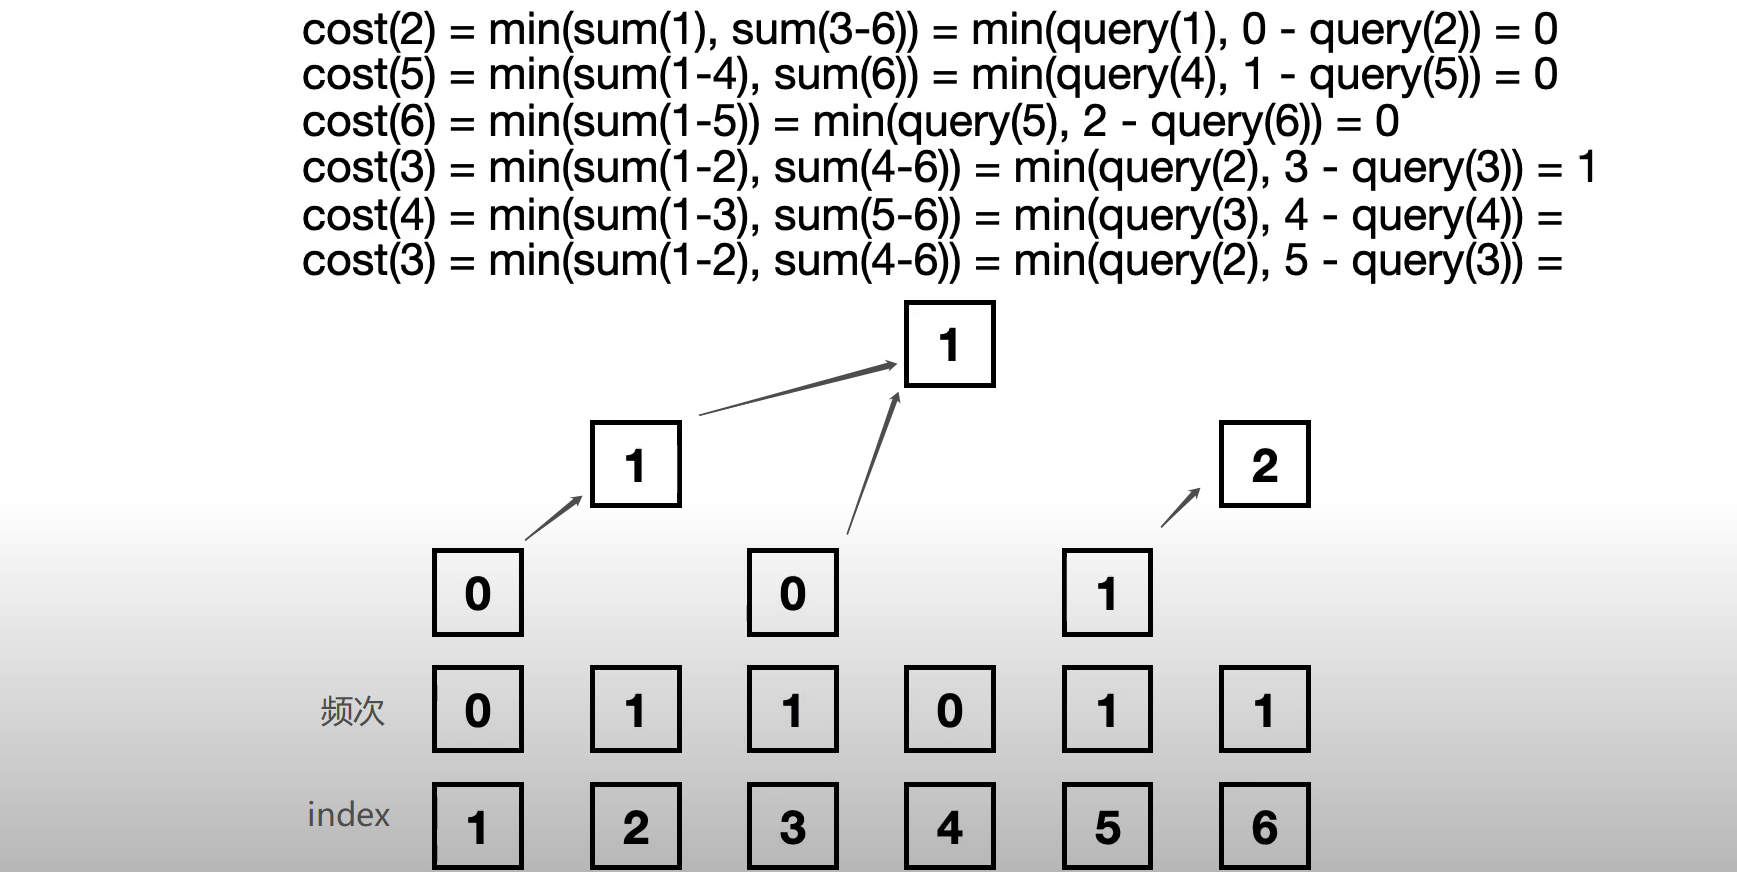 cost(2) = min(sum(1), sum(3-6)) = min(query(1), 0 - query(2)) = 0
cost(5) = min(sum(1-4), sum(6)) = min(query(4), 1 - query(5)) = 0
cost(6) = min(sum(1-5)) = min(query(5), 2 - query(6)) = 0
cost(3) = min(sum(1-2), sum(4-6)) = min(query(2), 3 - query(3)) = 1
cost(4) = min(sum(1-3), sum(5-6)) = min(query(3), 4 - query(4)) =
cost(3) = min(sum(1-2), sum(4-6)) = min(query(2), 5 - query(3)) =
1
1 2
0 0 1
频次 0 1 1 0 1 1
index 1 2 3 4 5 6